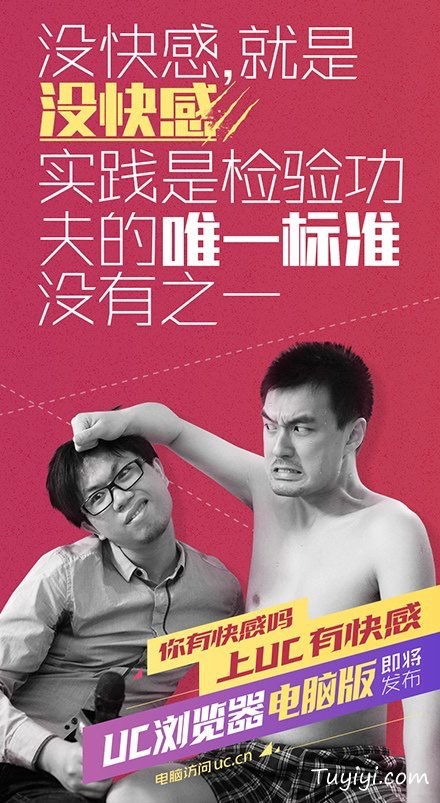 没快感,就是
没快感
实践是检验功
夫的唯一标准
没有之一
你有快感吗
上UC有快感
UC浏览器电脑版即将发布
电脑访问uc.cn
Tuyiyi.com